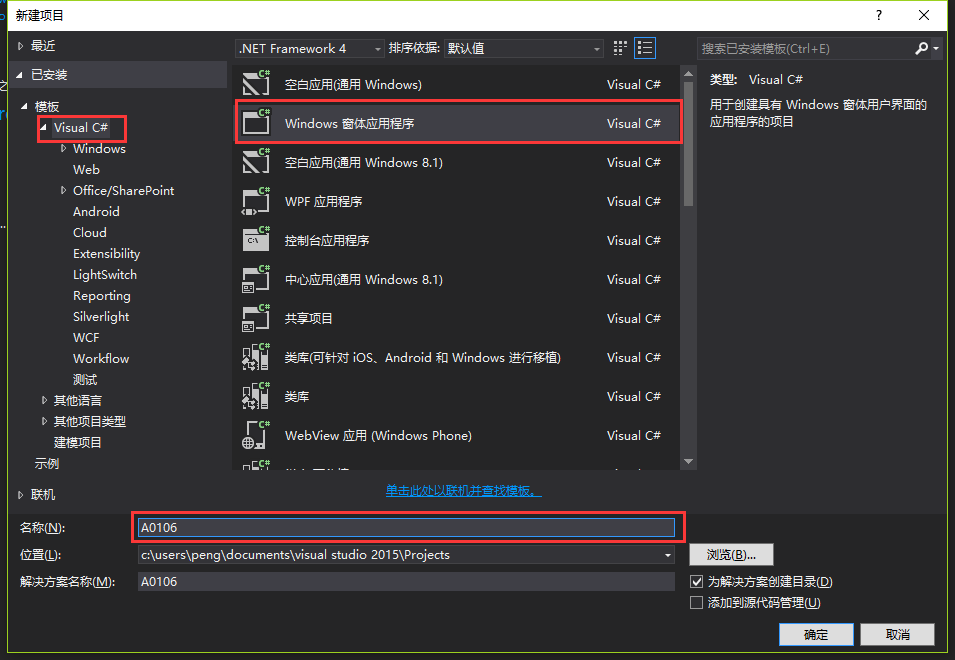 新建项目
?
最近
.NET Framework 4
排序依据: 默认值
搜索已安装模板(Ctrl+E)
已安装
模板
Visual C#
Windows
Web
Office/SharePoint
Android
Cloud
Extensibility
LightSwitch
Reporting
Silverlight
WCF
Workflow
测试
其他语言
其他项目类型
建模项目
示例
联机
空白应用(通用 Windows) Visual C#
Windows 窗体应用程序 Visual C#
空白应用(通用 Windows 8.1) Visual C#
WPF 应用程序 Visual C#
控制台应用程序 Visual C#
中心应用(通用 Windows 8.1) Visual C#
共享项目 Visual C#
类库(可针对 iOS、Android 和 Windows 进行移植) Visual C#
类库 Visual C#
WebView 应用 (Windows Phone) Visual C#
类型: Visual C#
用于创建具有 Windows 窗体用户界面的
应用程序的项目
单击此处以联机并查找模板。
名称(N): A0106
位置(L): c:\users\peng\documents\visual studio 2015\Projects
浏览(B)...
解决方案名称(M): A0106
为解决方案创建目录(D)
添加到源代码管理(U)
确定
取消